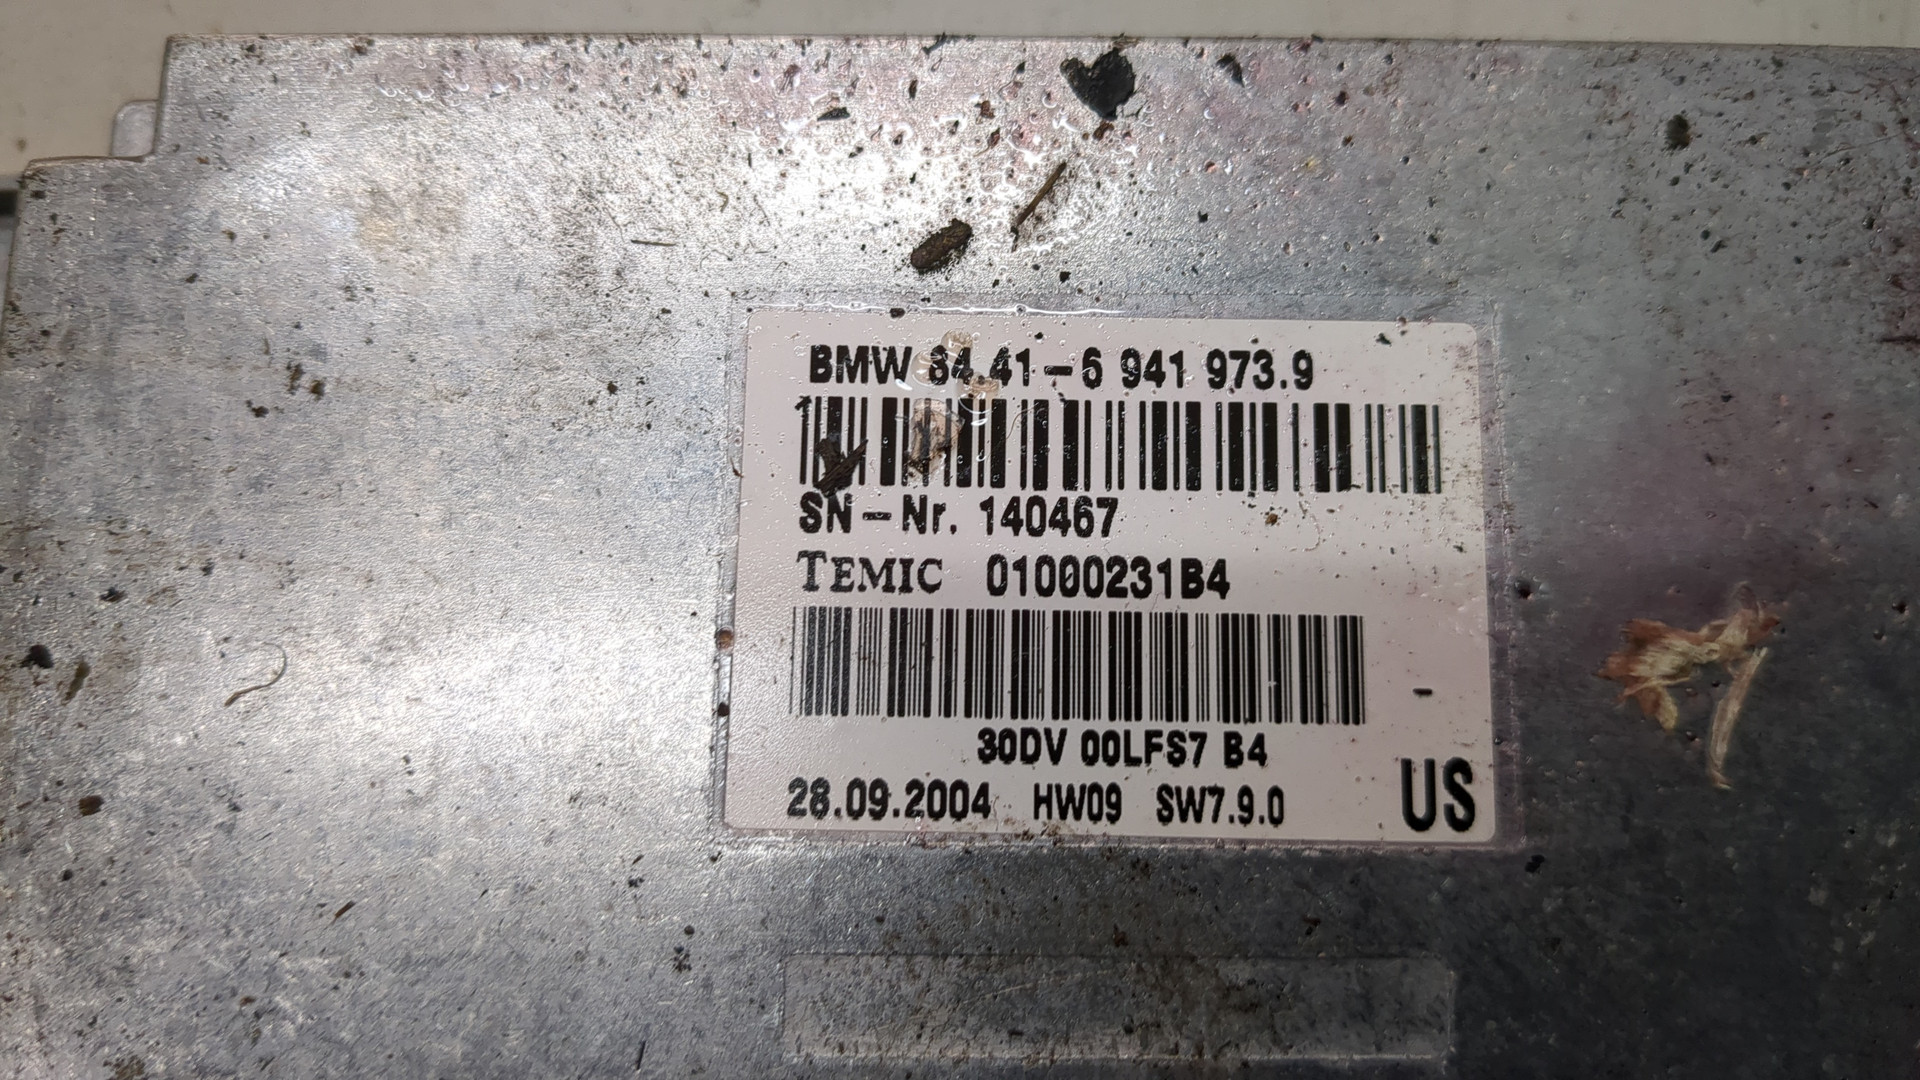 BMW 84.41-6 941 973.9
SN-Nr. 140467
TEMIC 01000231B4
30DV 00LFS7 B4
28.09.2004 HW09 SW7.9.0
US